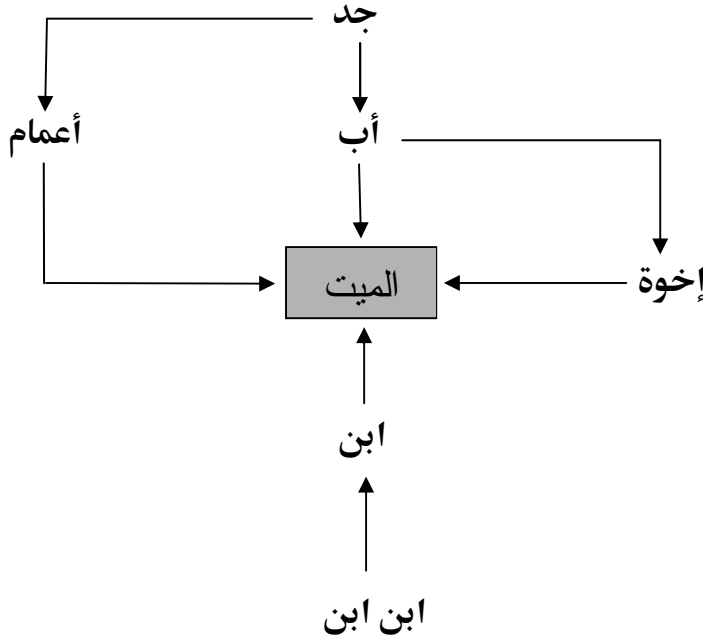 جد
أب
أعمام
الميت
إخوة
ابن
ابن ابن